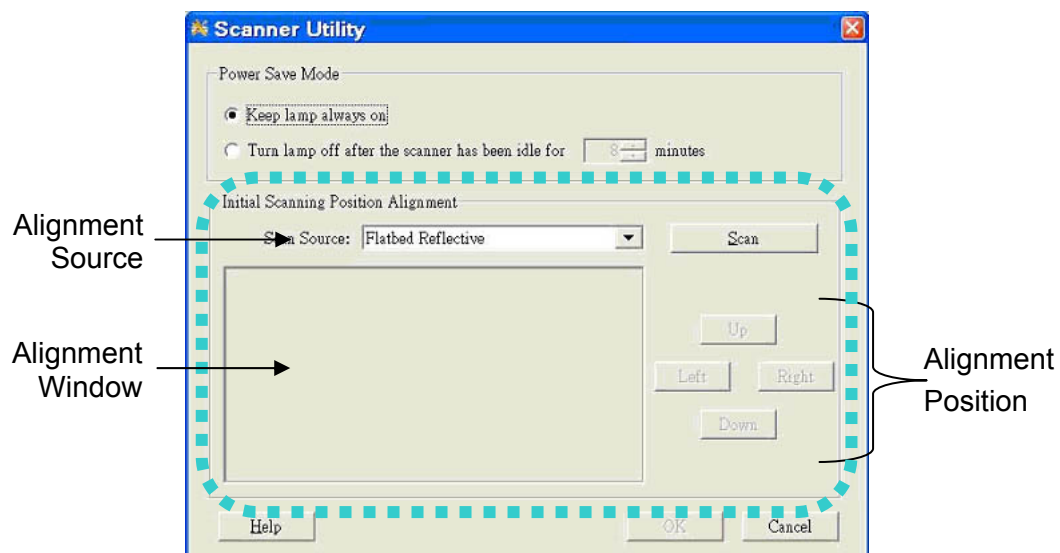 Scanner Utility
Power Save Mode
Keep lamp always on
Turn lamp off after the scanner has been idle for 8 minutes
Initial Scanning Position Alignment
Alignment
Source
Scan Source: Flatbed Reflective Scan
Alignment
Window
Up
Left Right
Down
Alignment
Position
Help OK Cancel